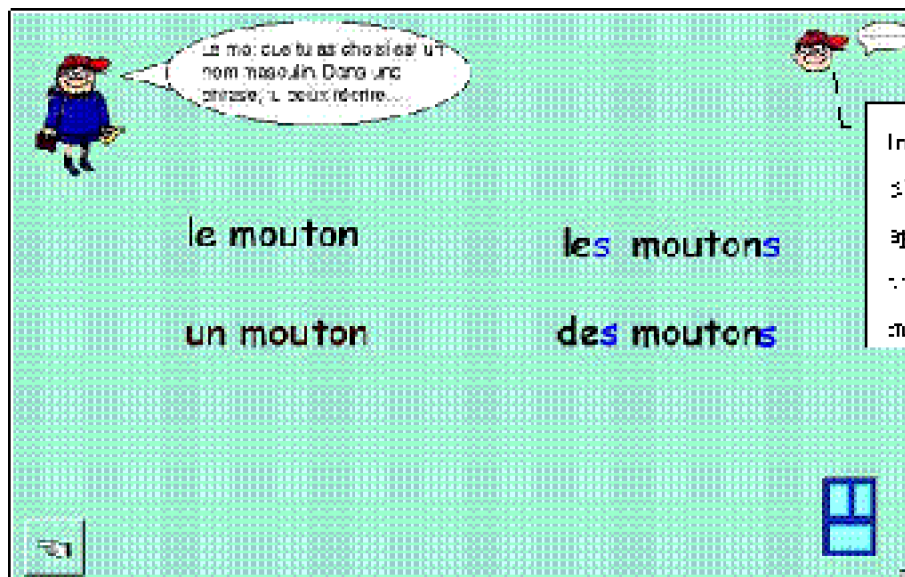 Le mot que tu as choisi est un
nom masculin. Dans une
phrase, tu peux l'écrire....
le mouton
les moutons
un mouton
des moutons